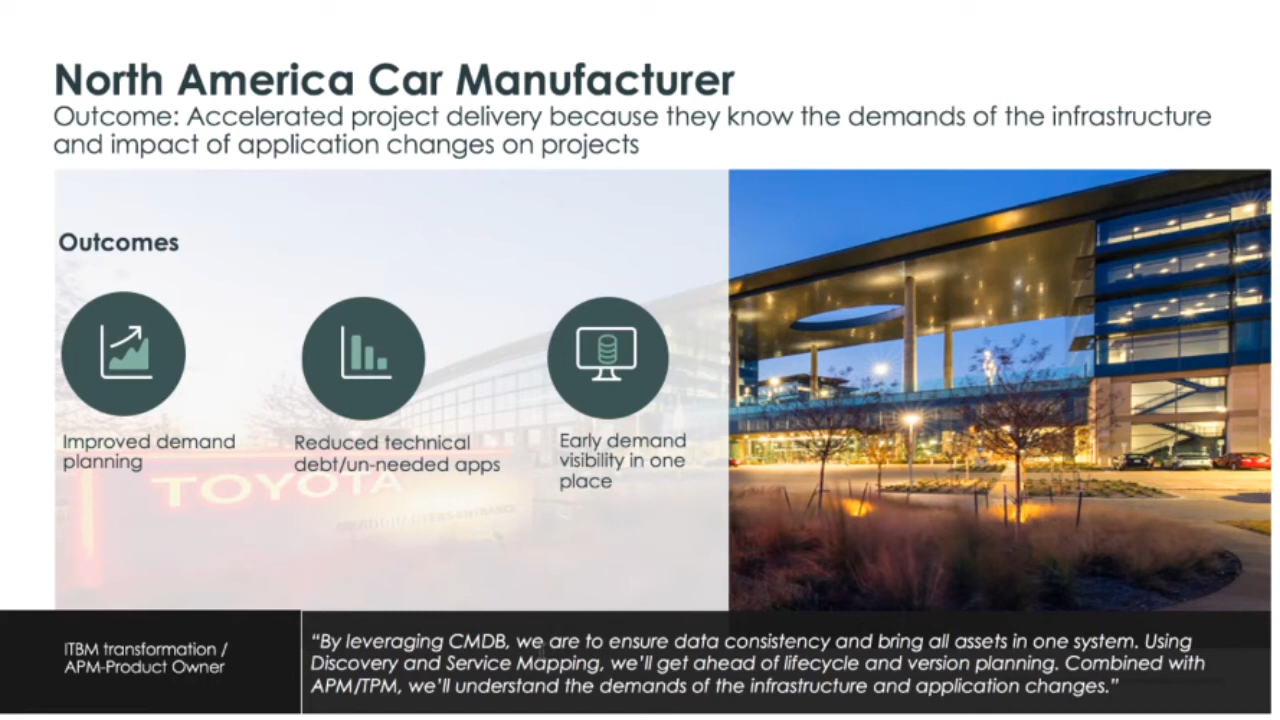 North America Car Manufacturer
Outcome: Accelerated project delivery because they know the demands of the infrastructure
and impact of application changes on projects
Outcomes
Improved demand
planning
Reduced technical
debt/un-needed apps
Early demand
visibility in one
place
TOYOTA
ITBM transformation /
APM-Product Owner
“By leveraging CMDB, we are to ensure data consistency and bring all assets in one system. Using
Discovery and Service Mapping, we’ll get ahead of lifecycle and version planning. Combined with
APM/TPM, we’ll understand the demands of the infrastructure and application changes.”